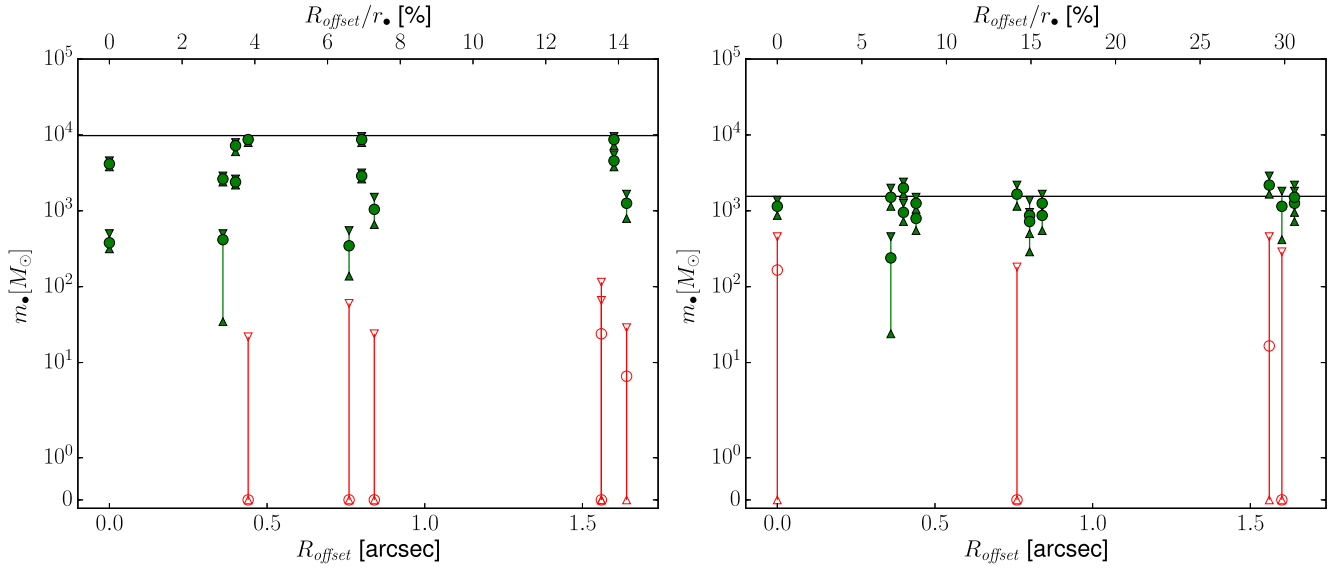 R_offset/r_• [%]
0 2 4 6 8 10 12 14
m_•[M_⊙]
10^5
10^4
10^3
10^2
10^1
10^0
0
0.0 0.5 1.0 1.5
R_offset [arcsec]
R_offset/r_• [%]
0 5 10 15 20 25 30
m_•[M_⊙]
10^5
10^4
10^3
10^2
10^1
10^0
0
0.0 0.5 1.0 1.5
R_offset [arcsec]